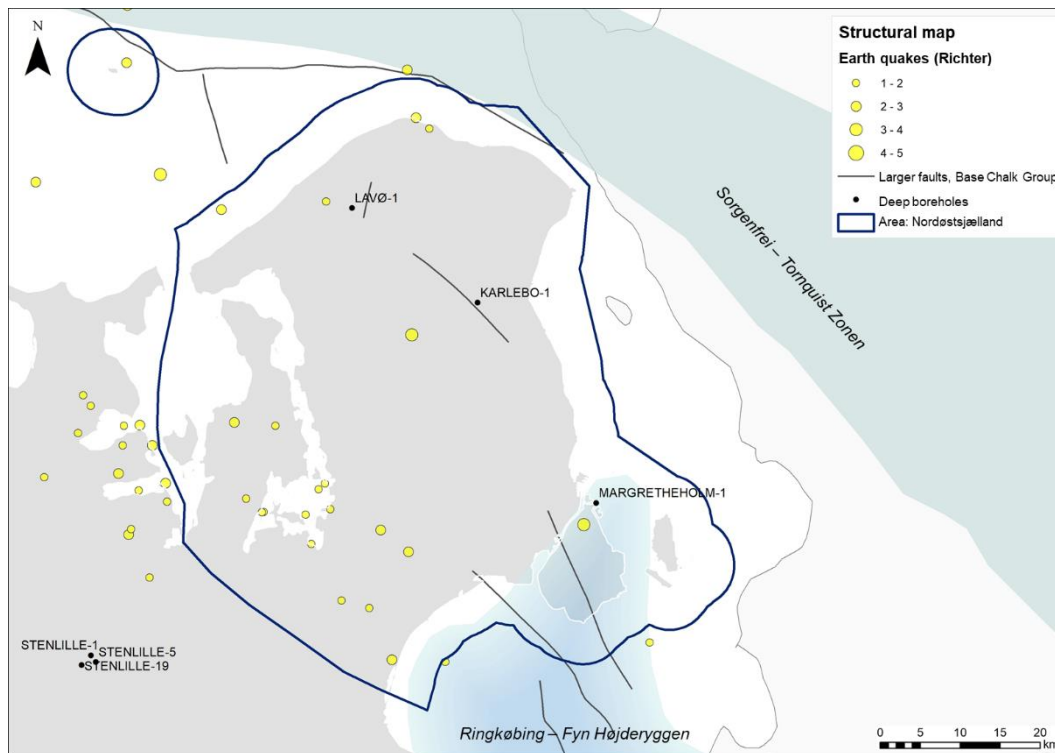 N
Structural map
Earth quakes (Richter)
1 - 2
2 - 3
3 - 4
4 - 5
Larger faults, Base Chalk Group
Deep boreholes
Area: Nordøstsjælland
LAVØ-1
Sorgenfrei – Tornquist Zonen
KARLEBO-1
MARGRETHEHOLM-1
STENLILLE-1
STENLILLE-5
STENLILLE-19
Ringkøbing – Fyn Højderyggen
0 5 10 15 20
km